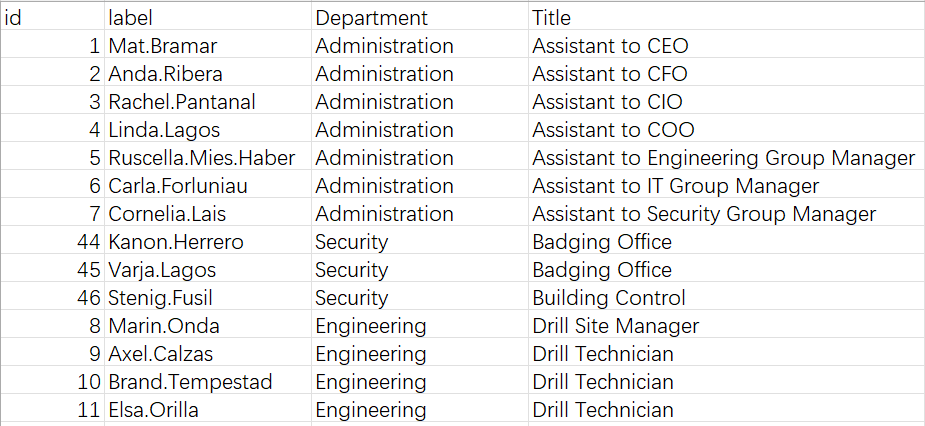 id label Department Title
1 Mat.Bramar Administration Assistant to CEO
2 Anda.Ribera Administration Assistant to CFO
3 Rachel.Pantanal Administration Assistant to CIO
4 Linda.Lagos Administration Assistant to COO
5 Ruscella.Mies.Haber Administration Assistant to Engineering Group Manager
6 Carla.Forluniau Administration Assistant to IT Group Manager
7 Cornelia.Lais Administration Assistant to Security Group Manager
44 Kanon.Herrero Security Badging Office
45 Varja.Lagos Security Badging Office
46 Stenig.Fusil Security Building Control
8 Marin.Onda Engineering Drill Site Manager
9 Axel.Calzas Engineering Drill Technician
10 Brand.Tempestad Engineering Drill Technician
11 Elsa.Orilla Engineering Drill Technician